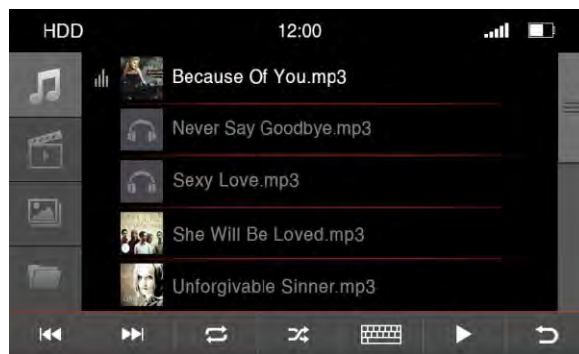 HDD 12:00
Because Of You.mp3
Never Say Goodbye.mp3
Sexy Love.mp3
She Will Be Loved.mp3
Unforgivable Sinner.mp3